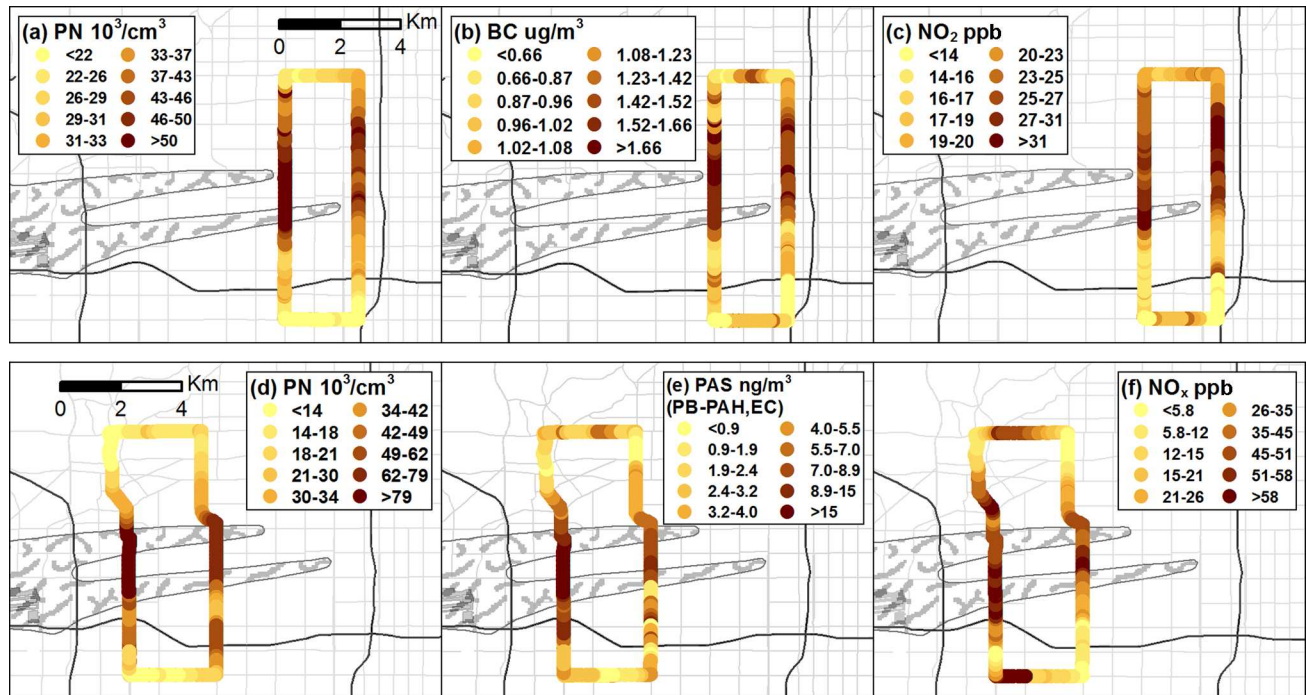 (a) PN 10³/cm³
<22 33-37
22-26 37-43
26-29 43-46
29-31 46-50
31-33 >50
Km
0 2 4
(b) BC ug/m³
<0.66 1.08-1.23
0.66-0.87 1.23-1.42
0.87-0.96 1.42-1.52
0.96-1.02 1.52-1.66
1.02-1.08 >1.66
(c) NO₂ ppb
<14 20-23
14-16 23-25
16-17 25-27
17-19 27-31
19-20 >31
Km
0 2 4
(d) PN 10³/cm³
<14 34-42
14-18 42-49
18-21 49-62
21-30 62-79
30-34 >79
(e) PAS ng/m³
(PB-PAH,EC)
<0.9 4.0-5.5
0.9-1.9 5.5-7.0
1.9-2.4 7.0-8.9
2.4-3.2 8.9-15
3.2-4.0 >15
(f) NOₓ ppb
<5.8 26-35
5.8-12 35-45
12-15 45-51
15-21 51-58
21-26 >58